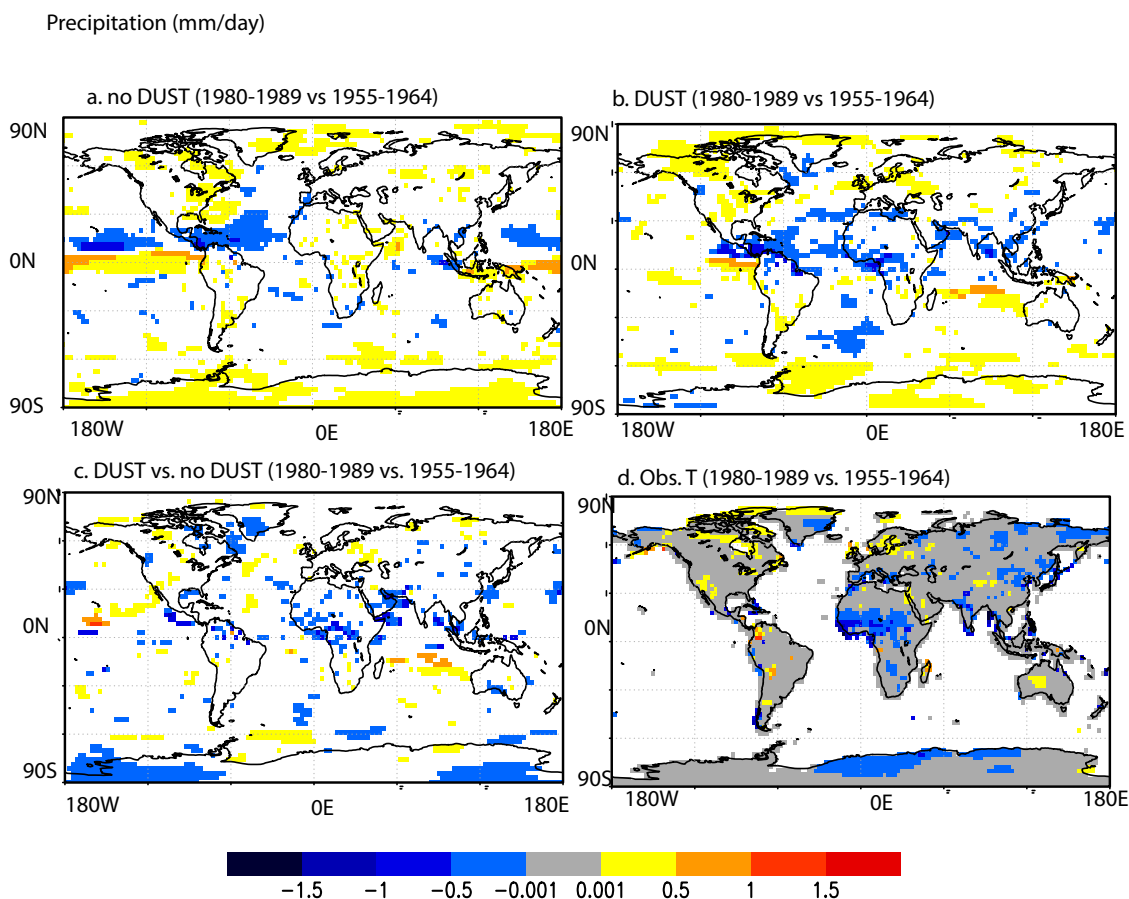 Precipitation (mm/day)
a. no DUST (1980-1989 vs 1955-1964)
b. DUST (1980-1989 vs 1955-1964)
90N
0N
90S
180W
0E
180E
90N
0N
90S
180W
0E
180E
c. DUST vs. no DUST (1980-1989 vs. 1955-1964)
d. Obs. T (1980-1989 vs. 1955-1964)
90N
0N
90S
180W
0E
180E
90N
0N
90S
180W
0E
180E
−1.5 −1 −0.5 −0.001 0.001 0.5 1 1.5